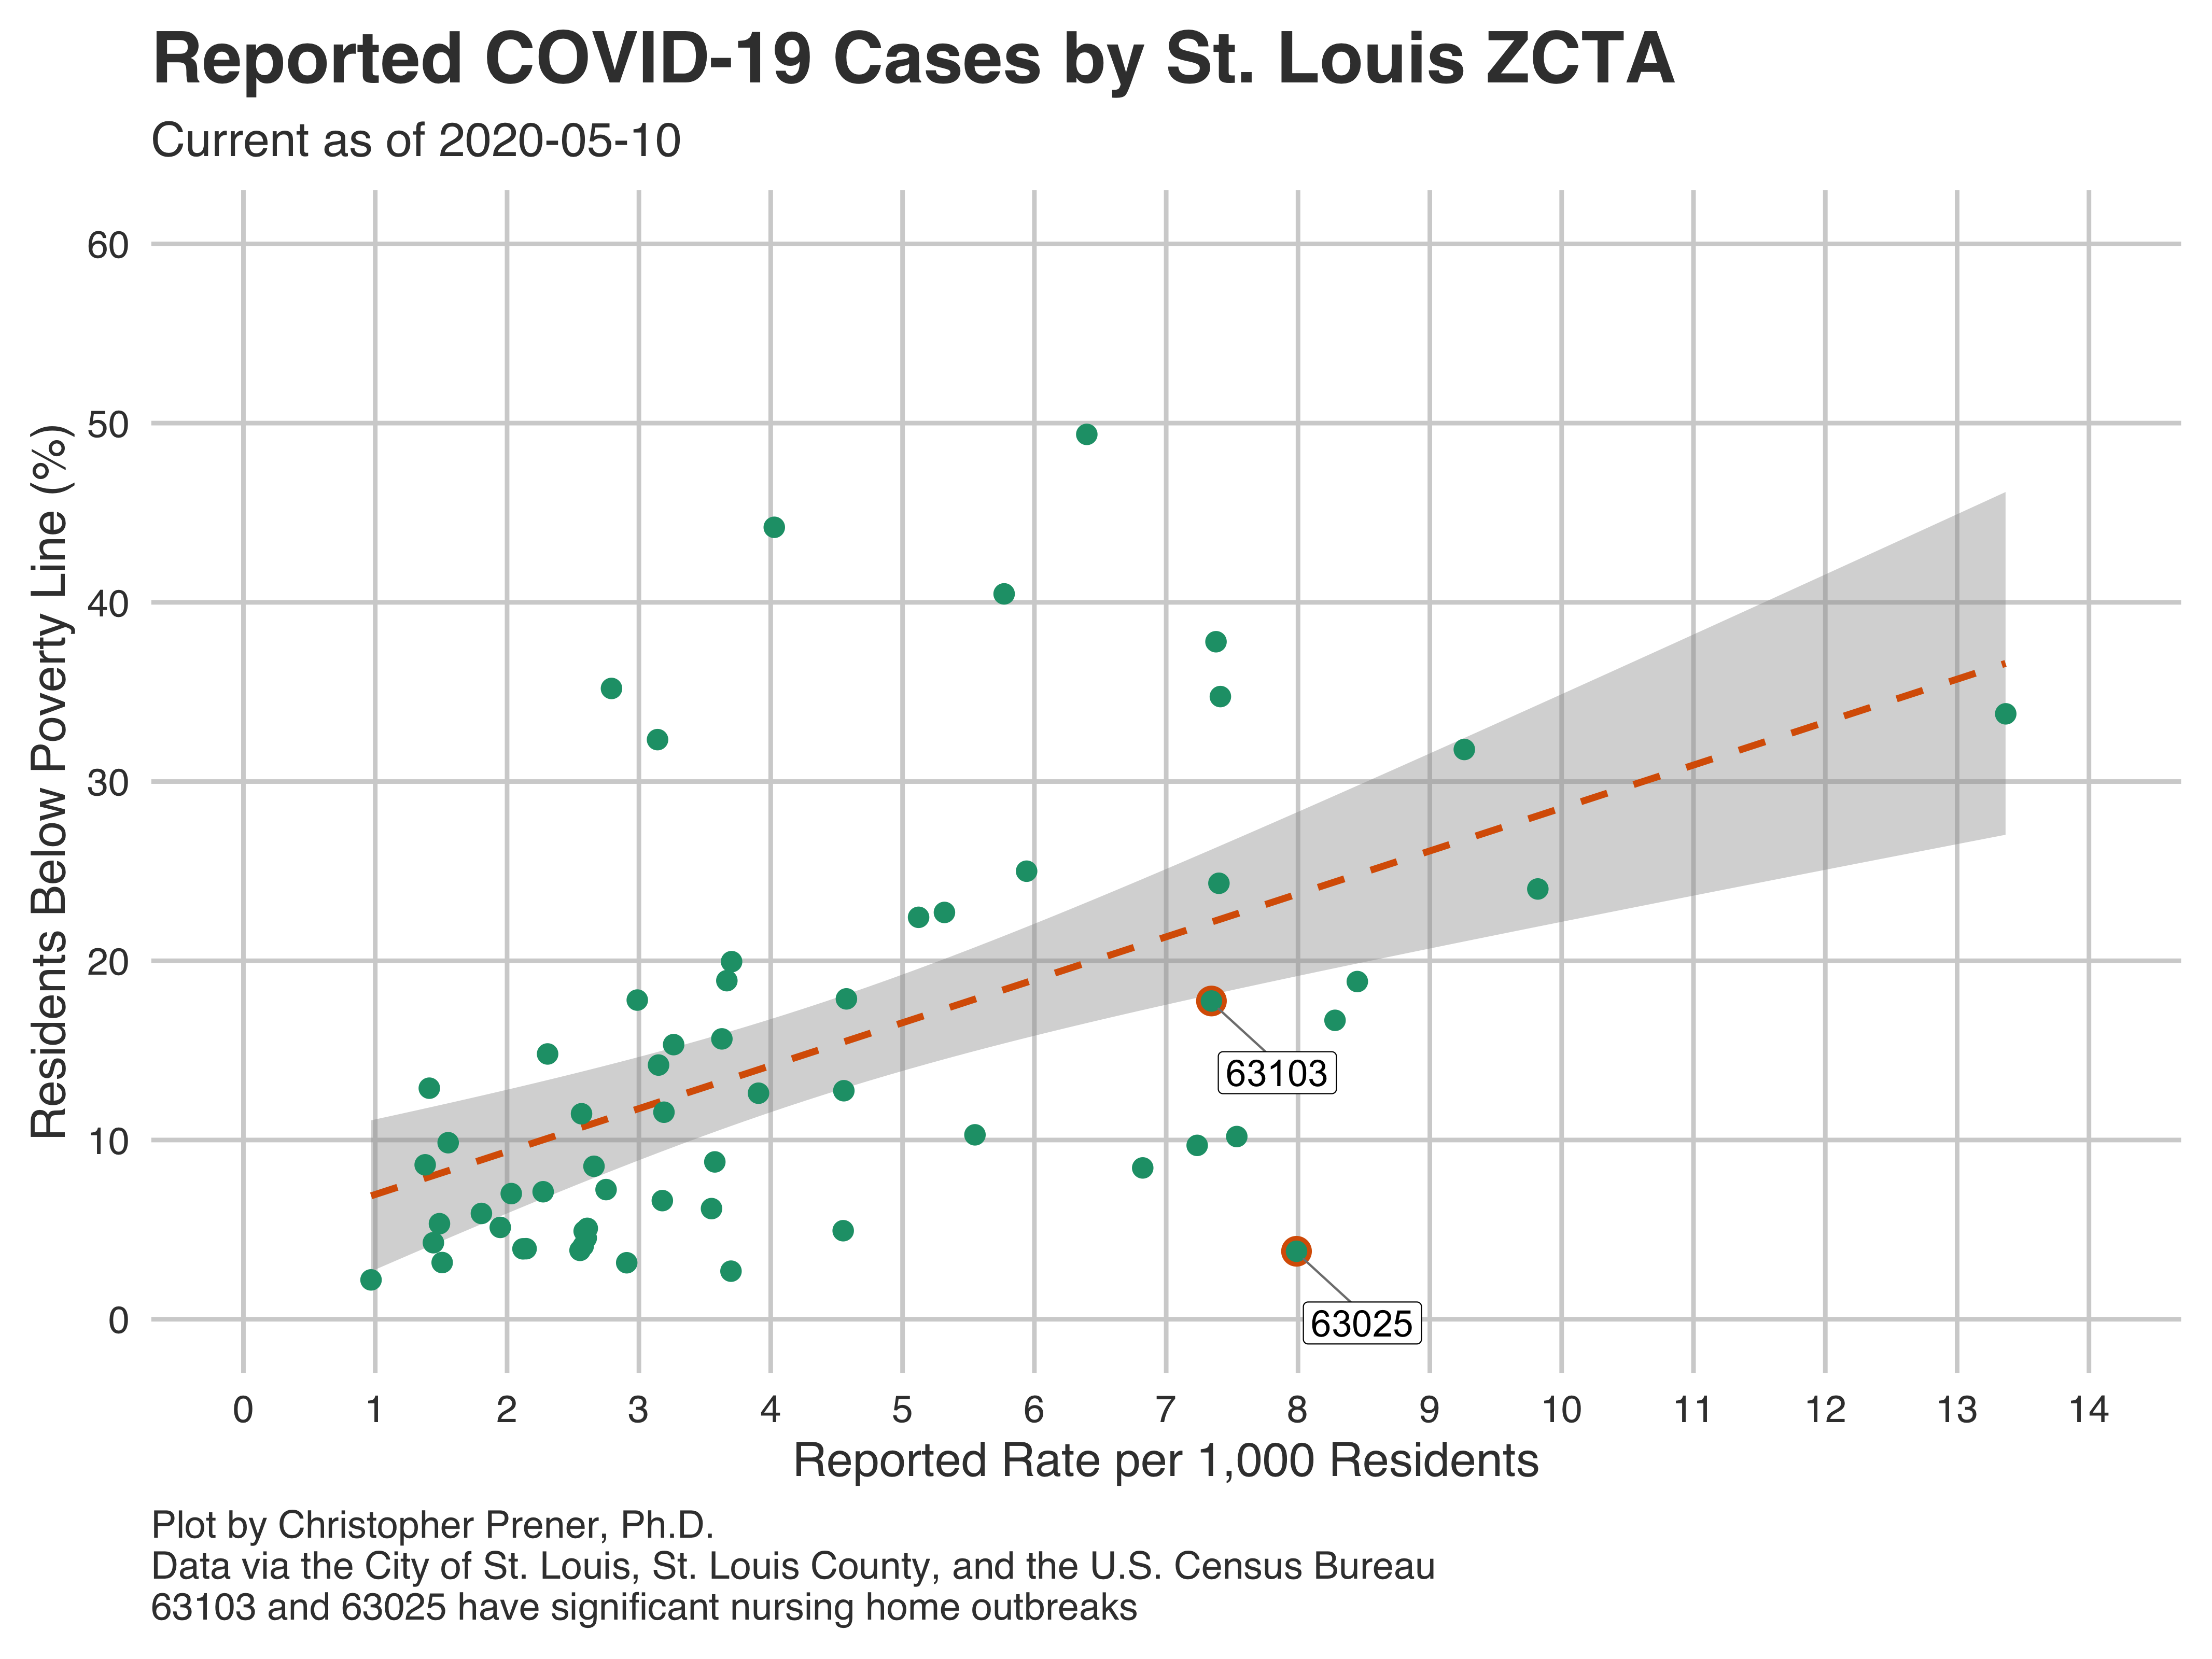 Reported COVID-19 Cases by St. Louis ZCTA
Current as of 2020-05-10
Residents Below Poverty Line (%)
60
50
40
30
20
10
0
63103
63025
0 1 2 3 4 5 6 7 8 9 10 11 12 13 14
Reported Rate per 1,000 Residents
Plot by Christopher Prener, Ph.D.
Data via the City of St. Louis, St. Louis County, and the U.S. Census Bureau
63103 and 63025 have significant nursing home outbreaks